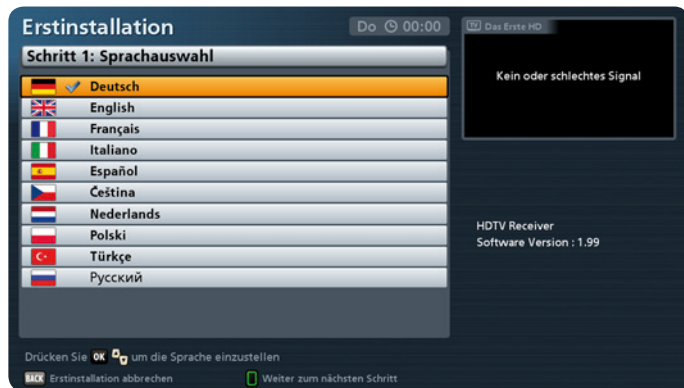 Erstinstallation
Do 00:00
Schritt 1: Sprachauswahl
Deutsch
English
Français
Italiano
Español
Čeština
Nederlands
Polski
Türkçe
Русский
TV Das Erste HD
Kein oder schlechtes Signal
HDTV Receiver
Software Version : 1.99
Drücken Sie OK um die Sprache einzustellen
BACK Erstinstallation abbrechen
Weiter zum nächsten Schritt